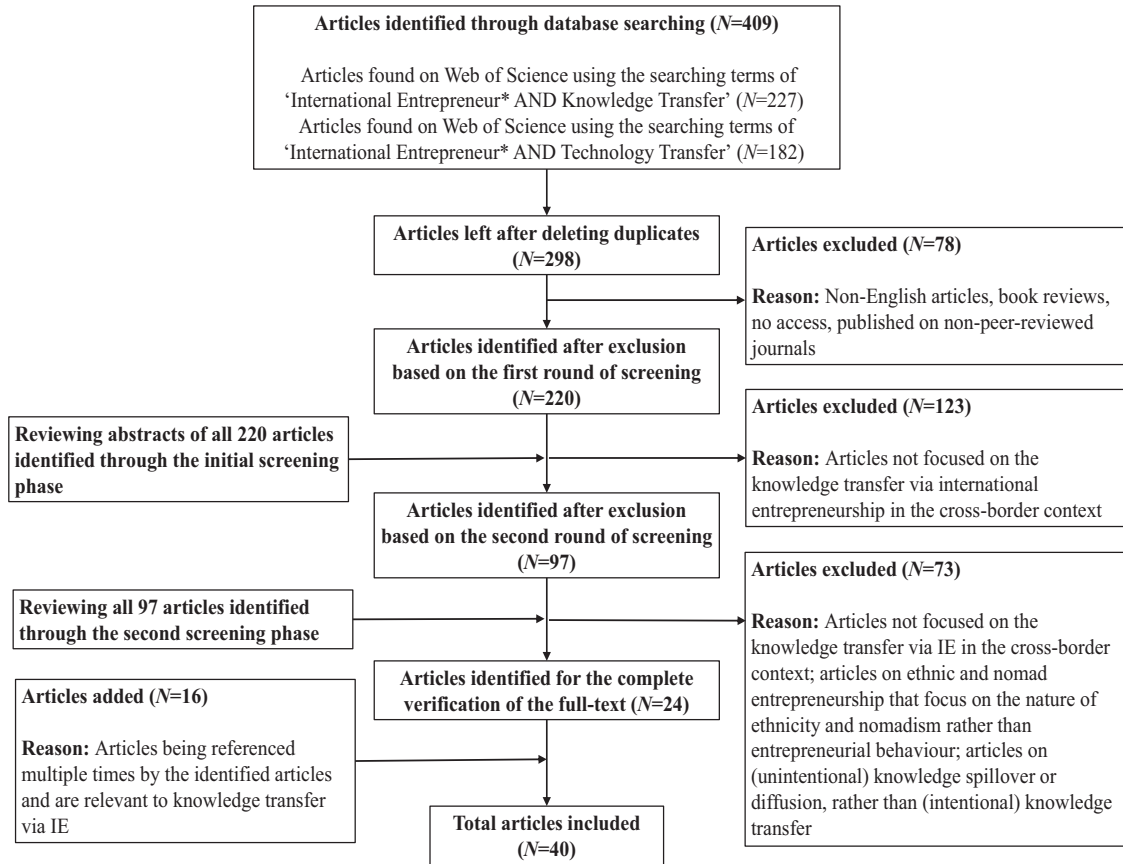 Articles identified through database searching (N=409)
Articles found on Web of Science using the searching terms of
‘International Entrepreneur* AND Knowledge Transfer’ (N=227)
Articles found on Web of Science using the searching terms of
‘International Entrepreneur* AND Technology Transfer’ (N=182)
Articles left after deleting duplicates
(N=298)
Articles excluded (N=78)
Reason: Non-English articles, book reviews,
no access, published on non-peer-reviewed
journals
Articles identified after exclusion
based on the first round of screening
(N=220)
Reviewing abstracts of all 220 articles
identified through the initial screening
phase
Articles excluded (N=123)
Reason: Articles not focused on the
knowledge transfer via international
entrepreneurship in the cross-border context
Articles identified after exclusion
based on the second round of screening
(N=97)
Reviewing all 97 articles identified
through the second screening phase
Articles excluded (N=73)
Reason: Articles not focused on the
knowledge transfer via IE in the cross-border
context; articles on ethnic and nomad
entrepreneurship that focus on the nature of
ethnicity and nomadism rather than
entrepreneurial behaviour; articles on
(unintentional) knowledge spillover or
diffusion, rather than (intentional) knowledge
transfer
Articles identified for the complete
verification of the full-text (N=24)
Articles added (N=16)
Reason: Articles being referenced
multiple times by the identified articles
and are relevant to knowledge transfer
via IE
Total articles included
(N=40)